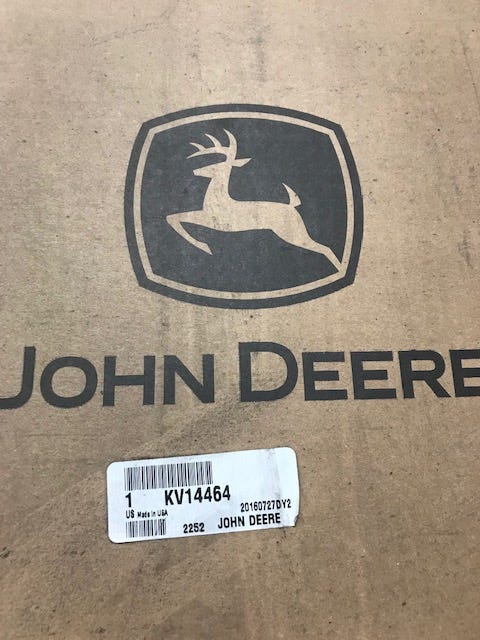 JOHN DEERE
1 KV14464
20160727DY2
US Made In USA
2252 JOHN DEERE